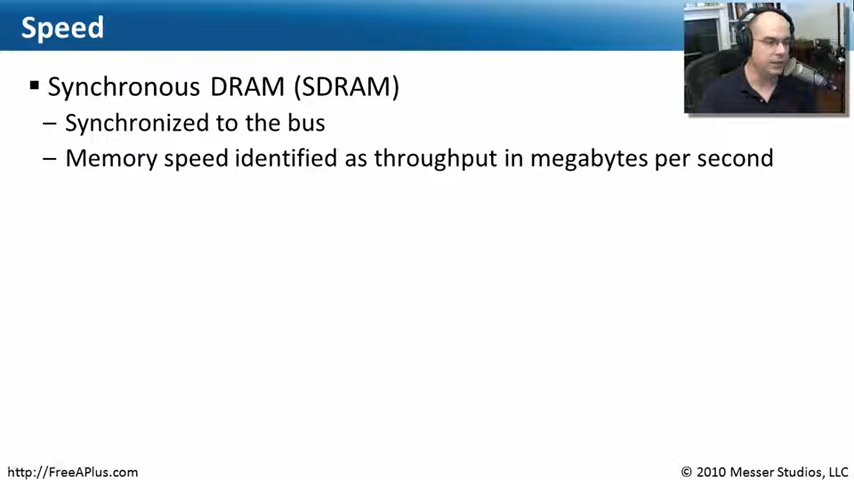 Speed
▪ Synchronous DRAM (SDRAM)
– Synchronized to the bus
– Memory speed identified as throughput in megabytes per second
http://FreeAPlus.com
© 2010 Messer Studios, LLC